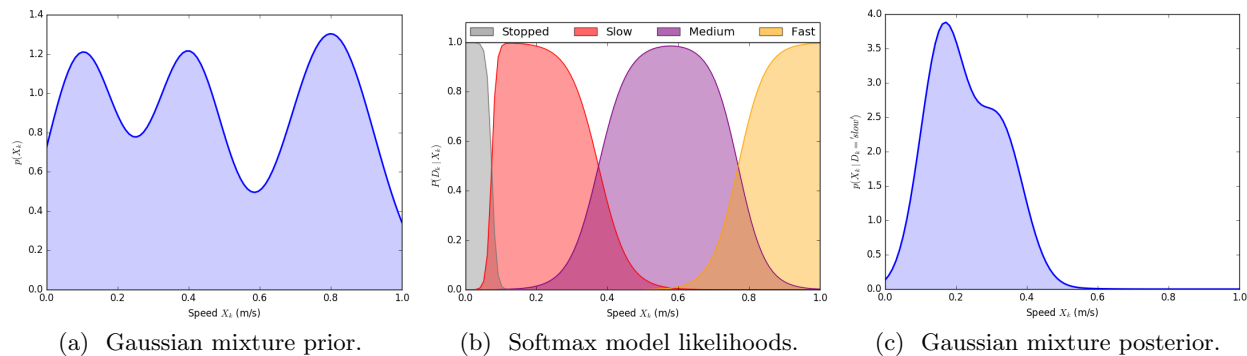 1.4
1.2
1.0
0.8
0.6
0.4
0.2
0.0
p(X_k)
0.0 0.2 0.4 0.6 0.8 1.0
Speed X_k (m/s)
(a) Gaussian mixture prior.
Stopped Slow Medium Fast
1.0
0.8
0.6
0.4
0.2
0.0
P(D_k | X_k)
0.0 0.2 0.4 0.6 0.8 1.0
Speed X_k (m/s)
(b) Softmax model likelihoods.
4.0
3.5
3.0
2.5
2.0
1.5
1.0
0.5
0.0
p(X_k | D_k = 'slow')
0.0 0.2 0.4 0.6 0.8 1.0
Speed X_k (m/s)
(c) Gaussian mixture posterior.